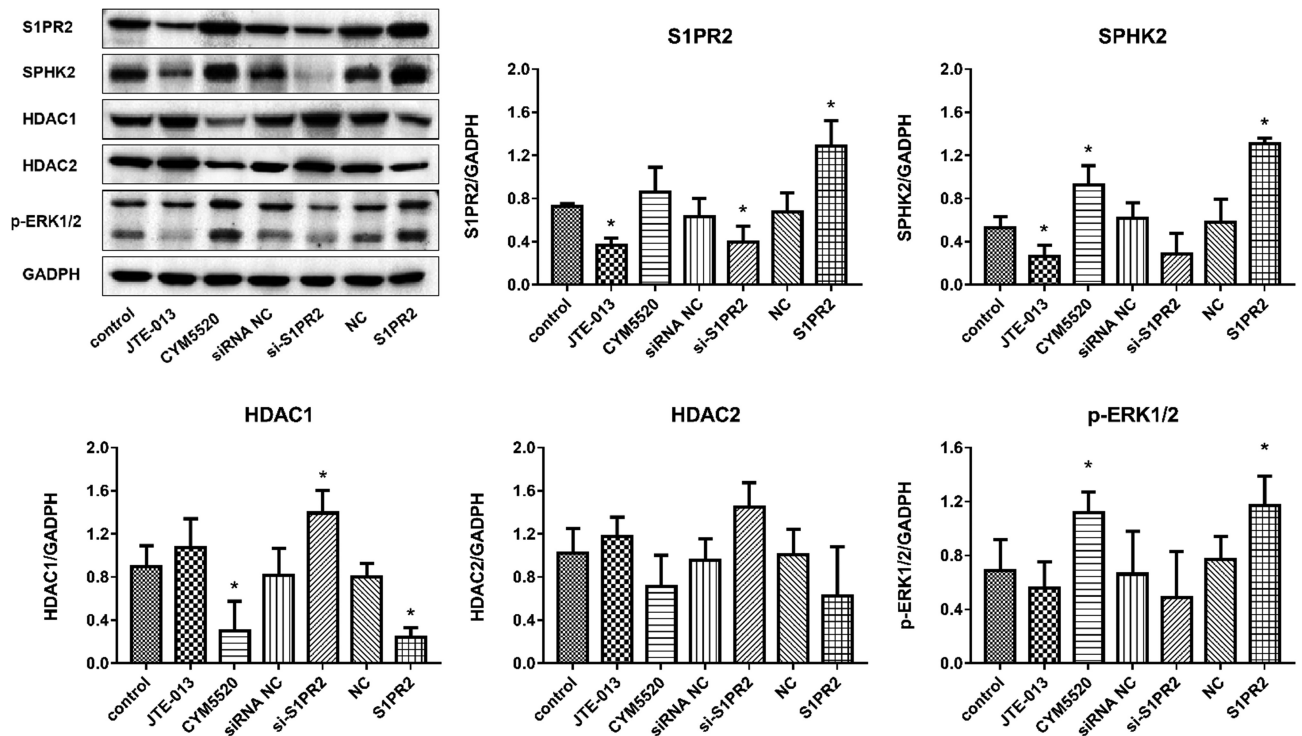 S1PR2
SPHK2
HDAC1
HDAC2
p-ERK1/2
GADPH
control JTE-013 CYM5520 siRNA NC si-S1PR2 NC S1PR2
S1PR2
S1PR2/GADPH
2.0
1.6
1.2
0.8
0.4
0.0
* * *
control JTE-013 CYM5520 siRNA NC si-S1PR2 NC S1PR2
SPHK2
SPHK2/GADPH
2.0
1.6
1.2
0.8
0.4
0.0
* * *
control JTE-013 CYM5520 siRNA NC si-S1PR2 NC S1PR2
HDAC1
HDAC1/GADPH
2.0
1.6
1.2
0.8
0.4
0.0
* * *
control JTE-013 CYM5520 siRNA NC si-S1PR2 NC S1PR2
HDAC2
HDAC2/GADPH
2.0
1.6
1.2
0.8
0.4
0.0
control JTE-013 CYM5520 siRNA NC si-S1PR2 NC S1PR2
p-ERK1/2
p-ERK1/2/GADPH
1.6
1.2
0.8
0.4
0.0
* *
control JTE-013 CYM5520 siRNA NC si-S1PR2 NC S1PR2